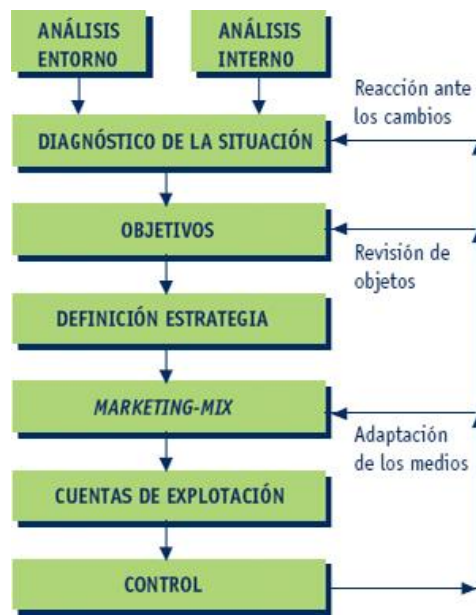 ANÁLISIS
ENTORNO
ANÁLISIS
INTERNO
Reacción ante
los cambios
DIAGNÓSTICO DE LA SITUACIÓN
OBJETIVOS
Revisión de
objetos
DEFINICIÓN ESTRATEGIA
MARKETING-MIX
Adaptación
de los medios
CUENTAS DE EXPLOTACIÓN
CONTROL